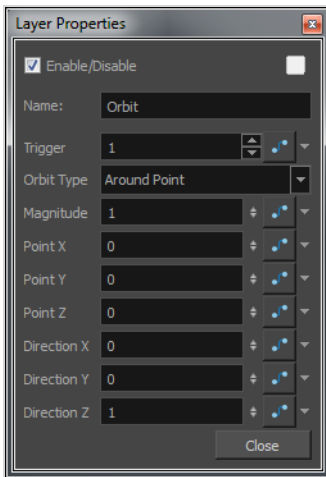 Layer Properties
Enable/Disable
Name: Orbit
Trigger 1
Orbit Type Around Point
Magnitude 1
Point X 0
Point Y 0
Point Z 0
Direction X 0
Direction Y 0
Direction Z 1
Close